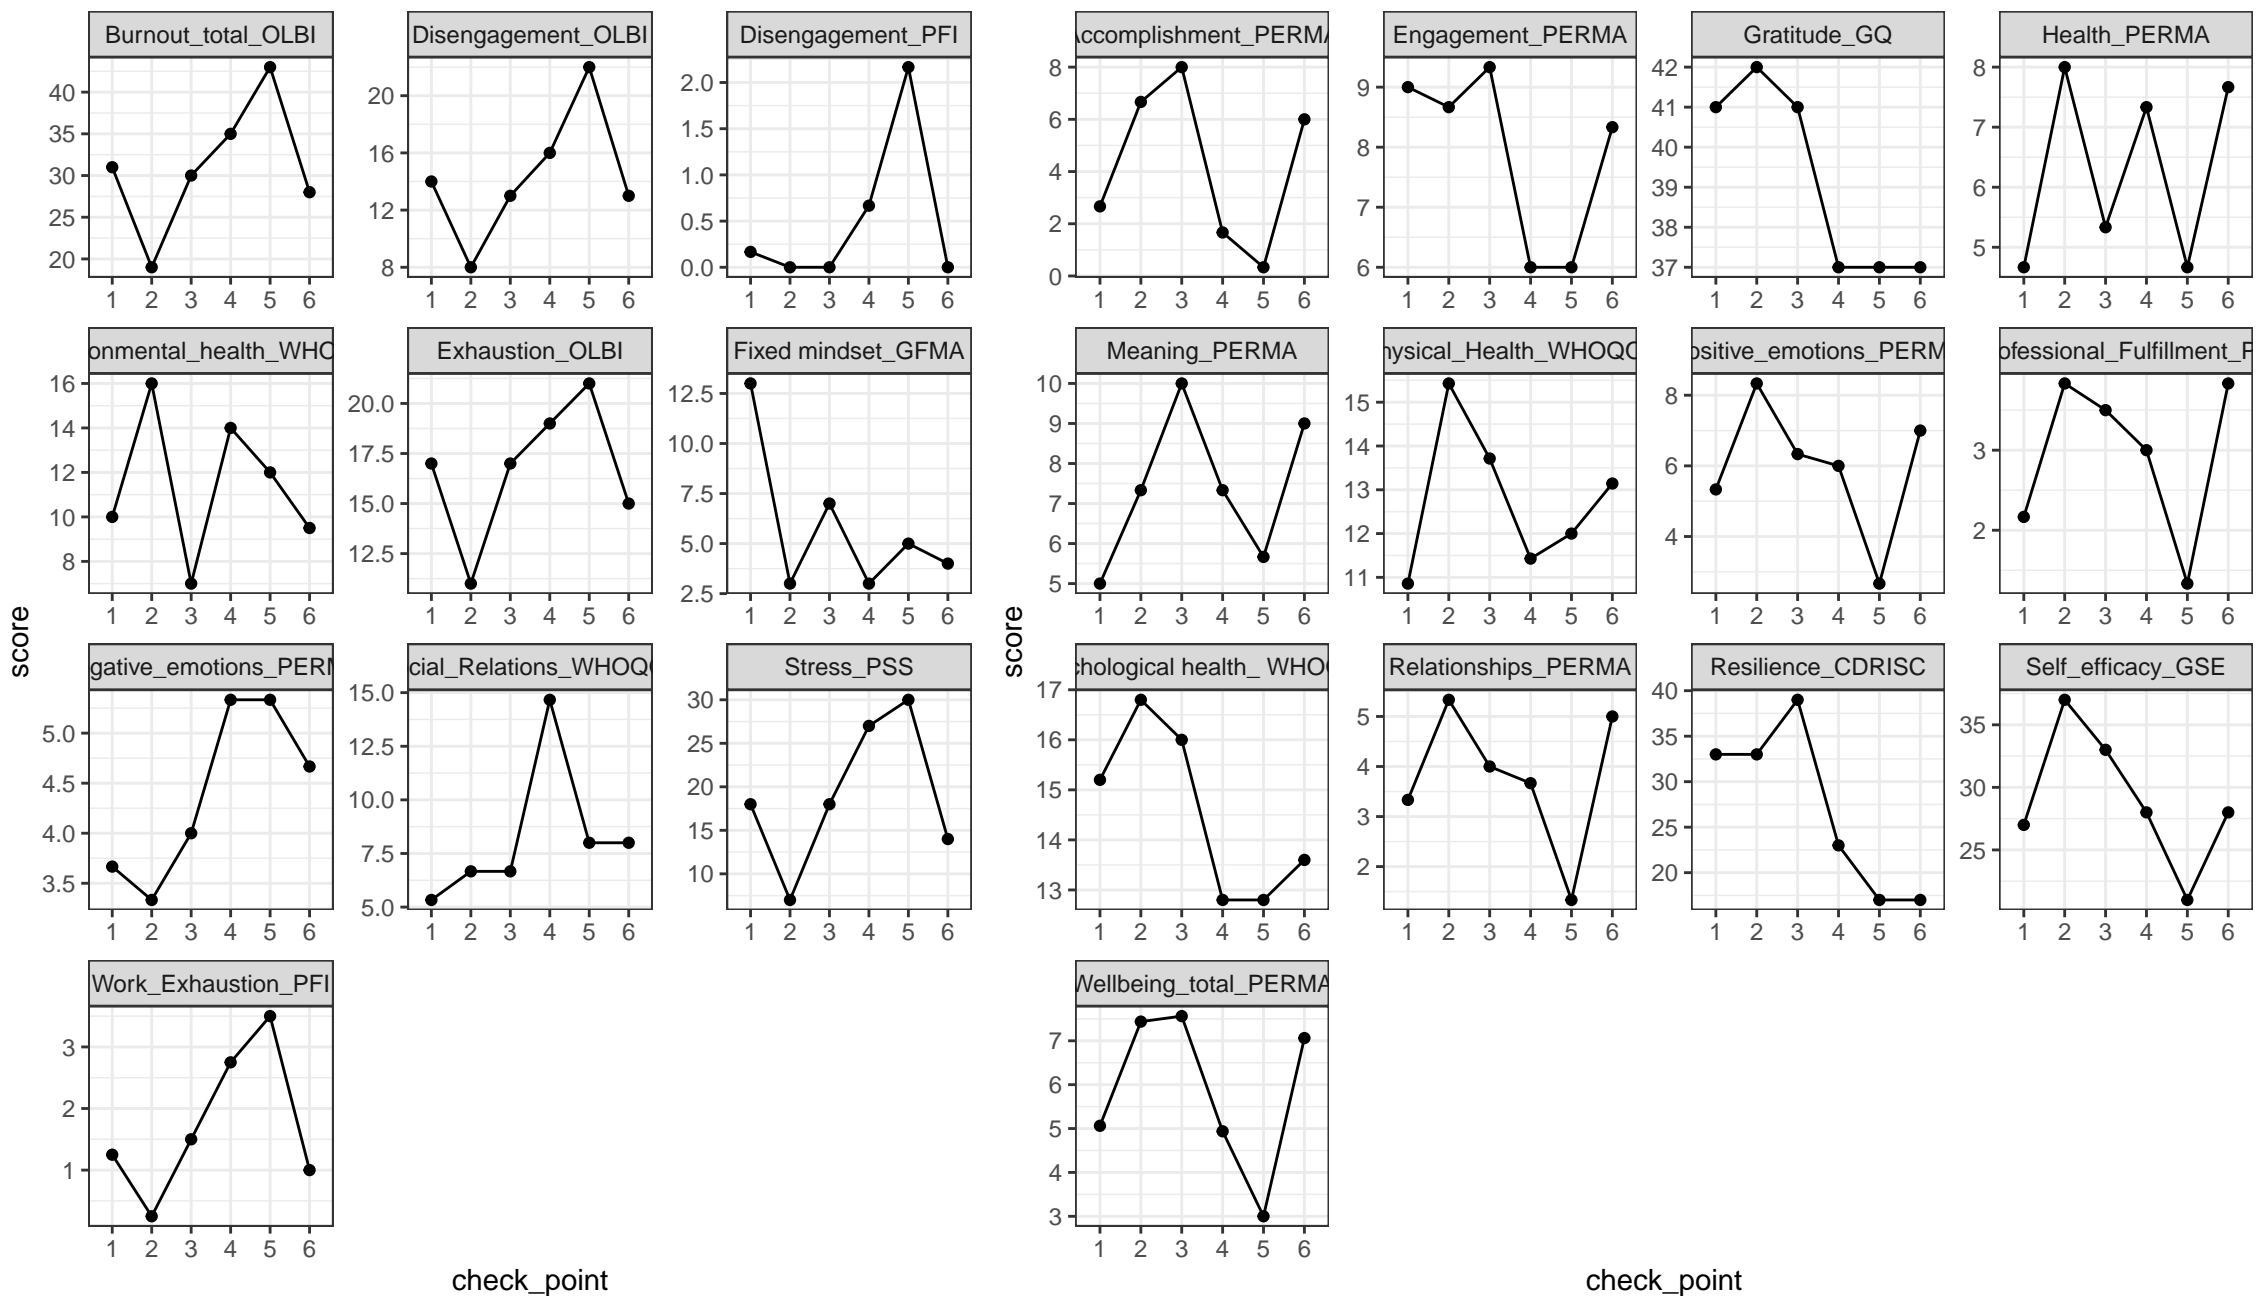 Burnout_total_OLBI
Disengagement_OLBI
Disengagement_PFI
40
35
30
25
20
1 2 3 4 5 6
20
16
12
8
1 2 3 4 5 6
2.0
1.5
1.0
0.5
0.0
1 2 3 4 5 6
onmental_health_WHO
Exhaustion_OLBI
Fixed mindset_GFMA
16
14
12
10
8
1 2 3 4 5 6
20.0
17.5
15.0
12.5
1 2 3 4 5 6
12.5
10.0
7.5
5.0
2.5
1 2 3 4 5 6
gative_emotions_PERM
cial_Relations_WHOQO
Stress_PSS
5.0
4.5
4.0
3.5
1 2 3 4 5 6
15.0
12.5
10.0
7.5
5.0
1 2 3 4 5 6
30
25
20
15
10
1 2 3 4 5 6
Work_Exhaustion_PFI
3
2
1
1 2 3 4 5 6
score
check_point
Accomplishment_PERMA
Engagement_PERMA
Gratitude_GQ
Health_PERMA
8
6
4
2
0
1 2 3 4 5 6
9
8
7
6
1 2 3 4 5 6
42
41
40
39
38
37
1 2 3 4 5 6
8
7
6
5
1 2 3 4 5 6
Meaning_PERMA
hysical_Health_WHOQO
ositive_emotions_PERM
ofessional_Fulfillment_P
10
9
8
7
6
5
1 2 3 4 5 6
15
14
13
12
11
1 2 3 4 5 6
8
6
4
1 2 3 4 5 6
3
2
1 2 3 4 5 6
chological health_ WHOQ
Relationships_PERMA
Resilience_CDRISC
Self_efficacy_GSE
17
16
15
14
13
1 2 3 4 5 6
5
4
3
2
1 2 3 4 5 6
40
35
30
25
20
1 2 3 4 5 6
35
30
25
1 2 3 4 5 6
Wellbeing_total_PERMA
7
6
5
4
3
1 2 3 4 5 6
score
check_point